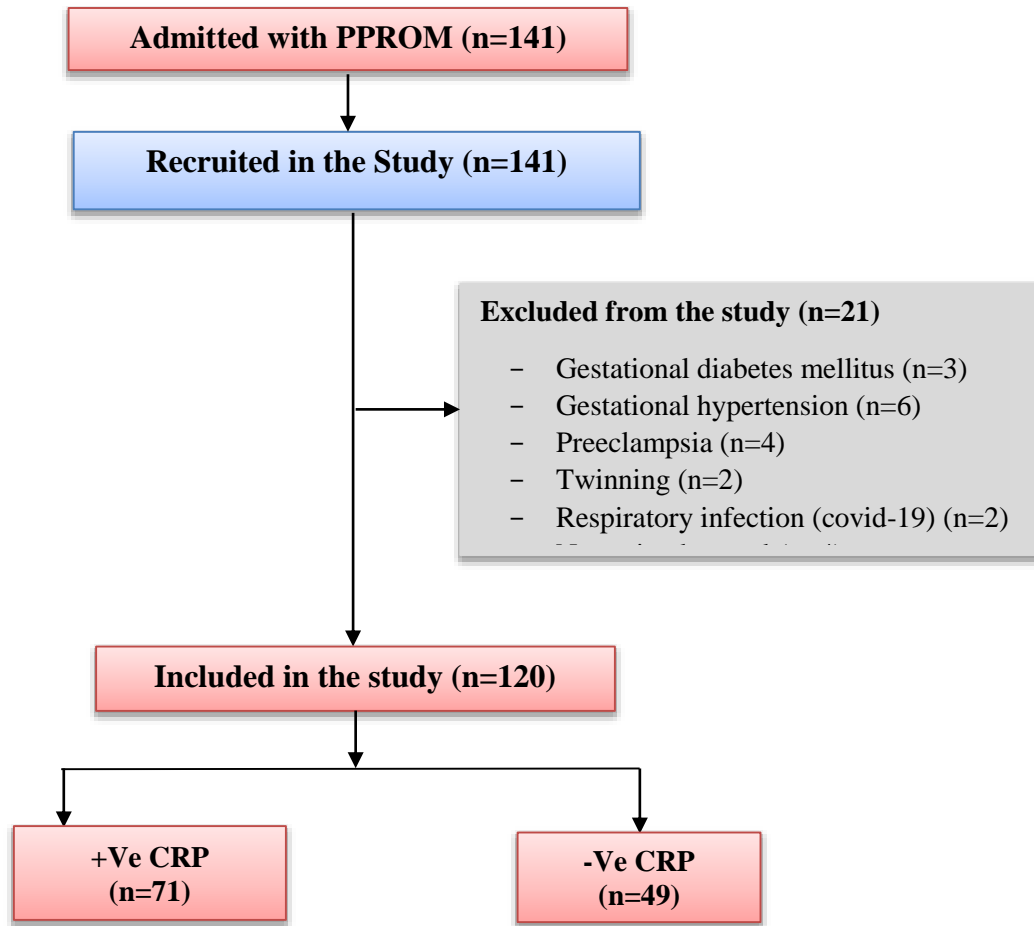 Admitted with PPROM (n=141)
Recruited in the Study (n=141)
Excluded from the study (n=21)
- Gestational diabetes mellitus (n=3)
- Gestational hypertension (n=6)
- Preeclampsia (n=4)
- Twinning (n=2)
- Respiratory infection (covid-19) (n=2)
Included in the study (n=120)
+Ve CRP
(n=71)
-Ve CRP
(n=49)